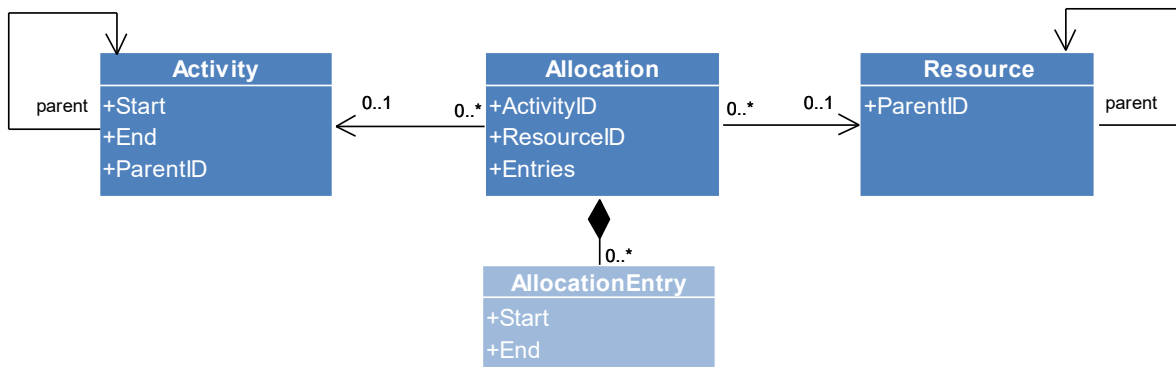 Activity
+Start
+End
+ParentID
parent
0..1
0..*
Allocation
+ActivityID
+ResourceID
+Entries
0..*
0..1
Resource
+ParentID
parent
0..*
AllocationEntry
+Start
+End